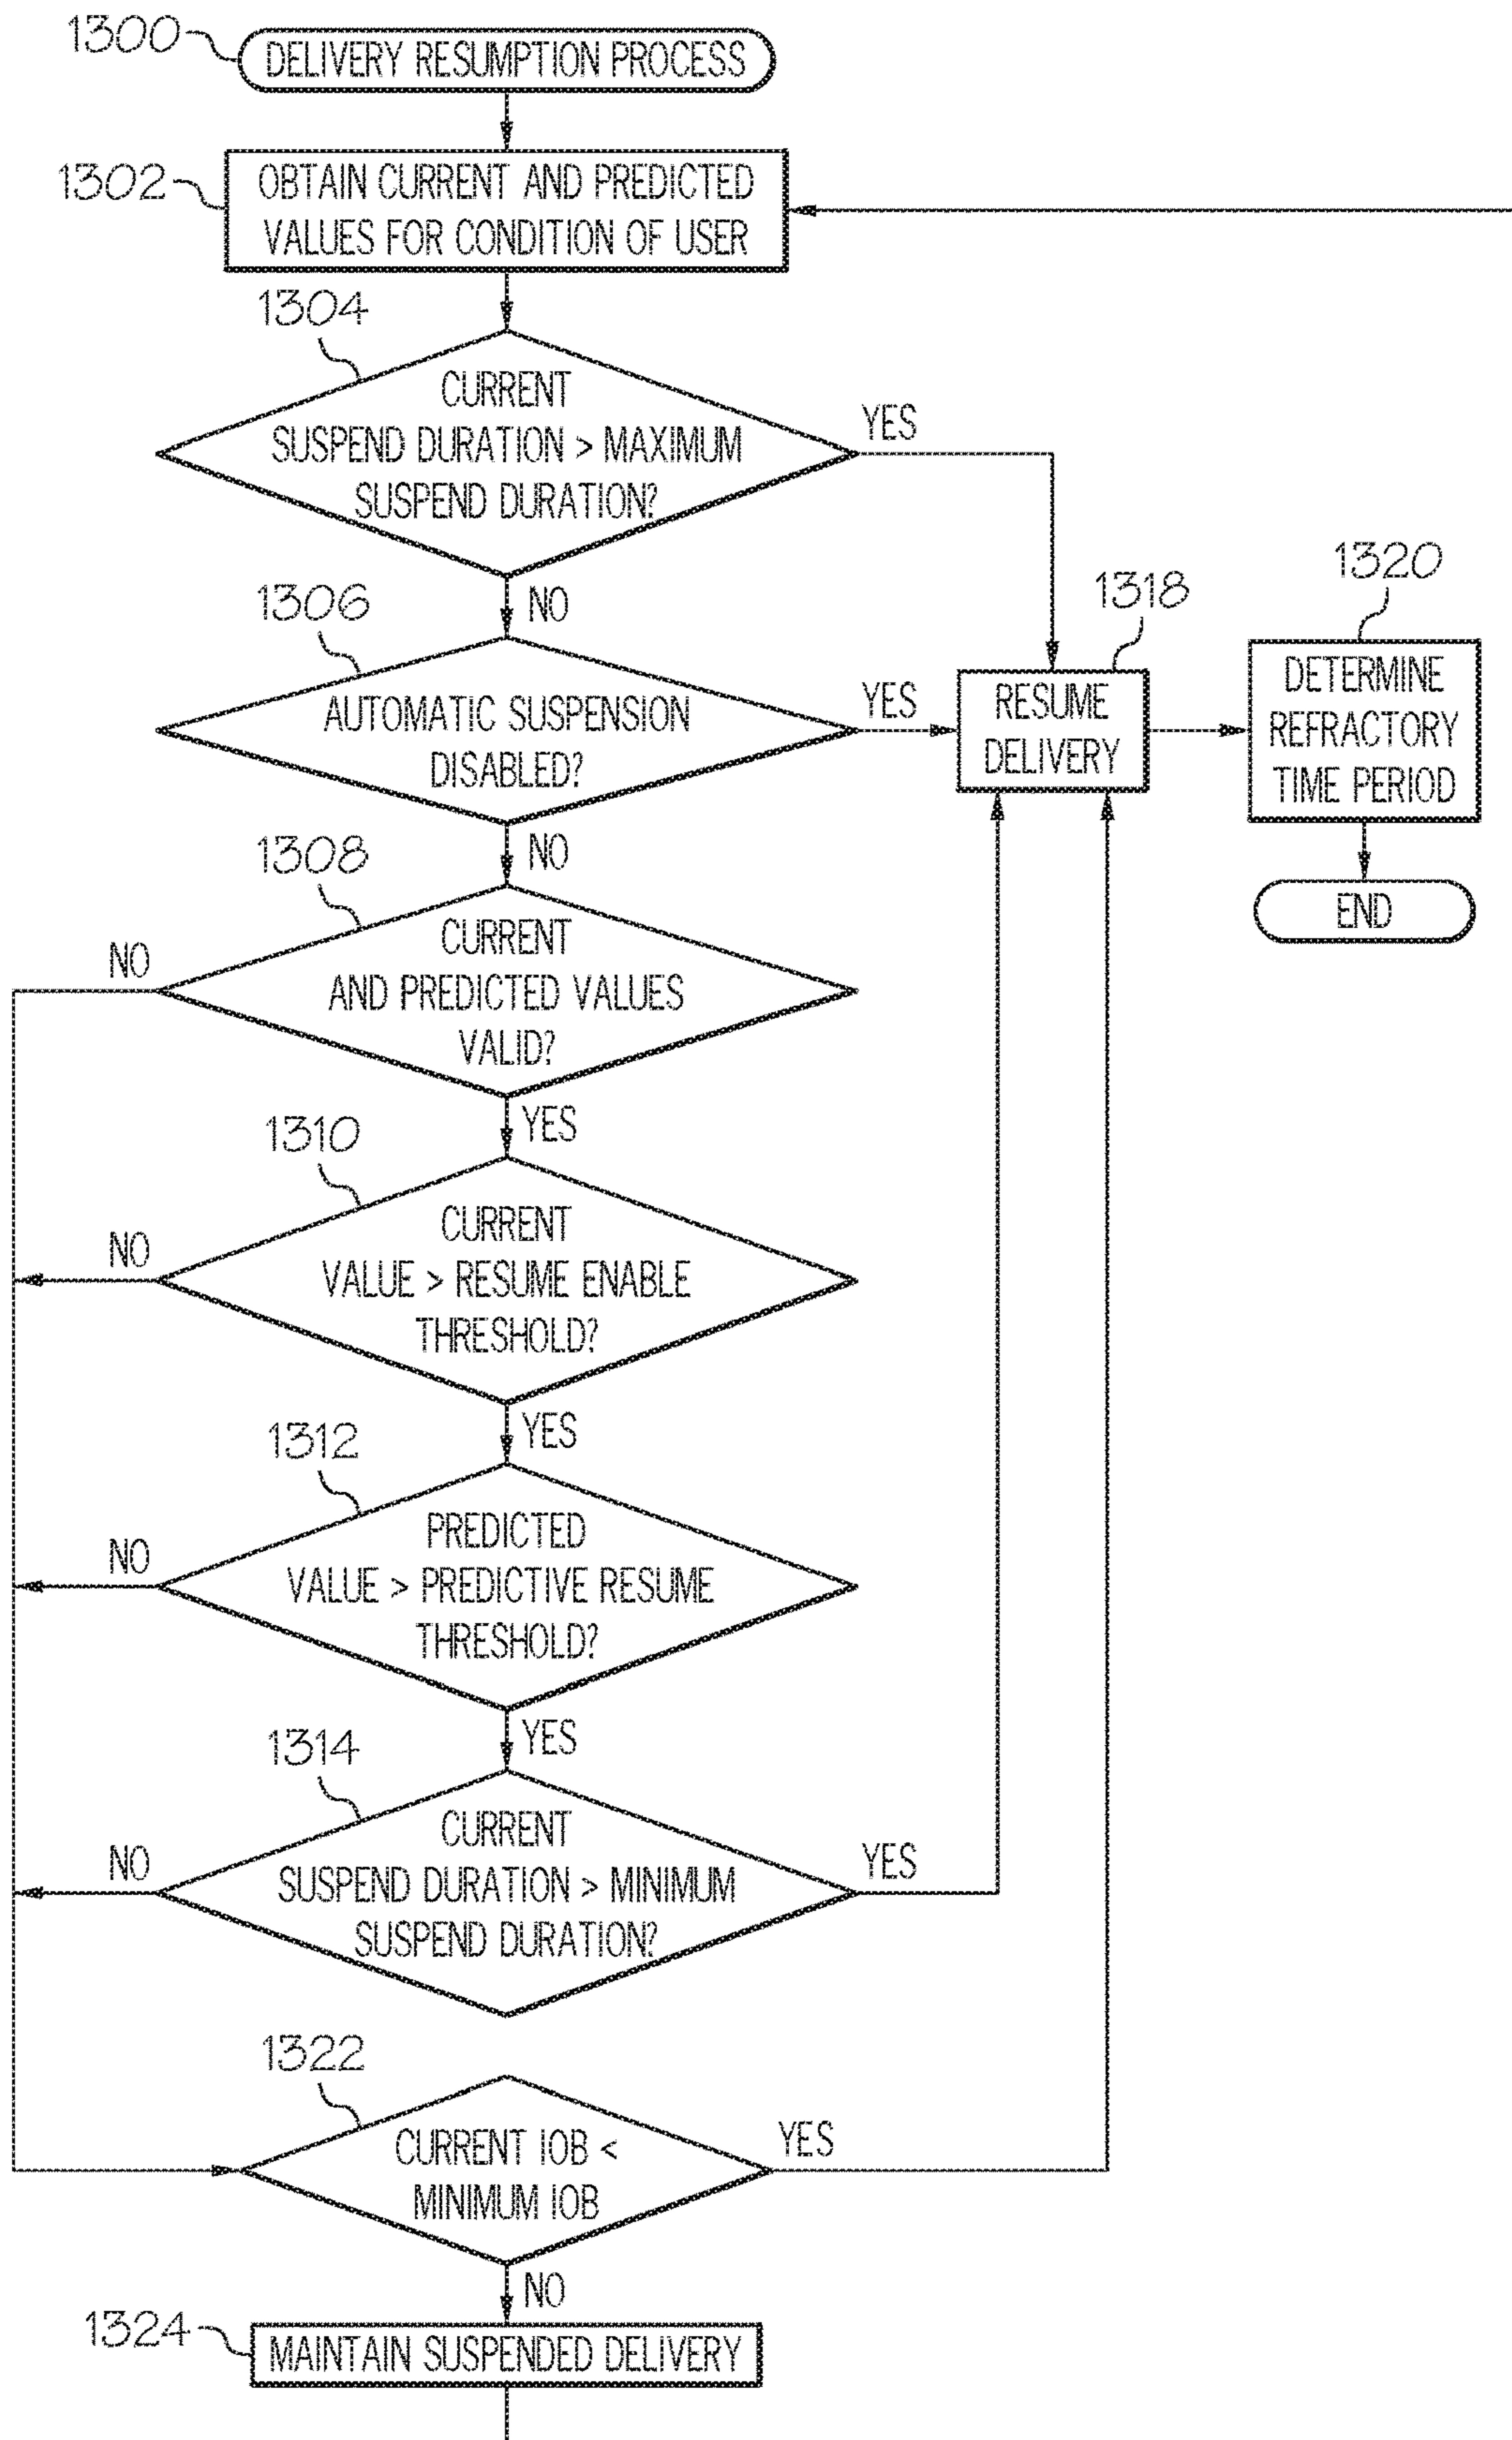 1300
DELIVERY RESUMPTION PROCESS
1302
OBTAIN CURRENT AND PREDICTED
VALUES FOR CONDITION OF USER
1304
CURRENT
SUSPEND DURATION > MAXIMUM
SUSPEND DURATION?
YES
NO
1306
AUTOMATIC SUSPENSION
DISABLED?
YES
1318
RESUME
DELIVERY
1320
DETERMINE
REFRACTORY
TIME PERIOD
END
NO
1308
CURRENT
AND PREDICTED VALUES
VALID?
NO
YES
1310
CURRENT
VALUE > RESUME ENABLE
THRESHOLD?
NO
YES
1312
PREDICTED
VALUE > PREDICTIVE RESUME
THRESHOLD?
NO
YES
1314
CURRENT
SUSPEND DURATION > MINIMUM
SUSPEND DURATION?
NO
YES
1322
CURRENT IOB <
MINIMUM IOB
YES
NO
1324
MAINTAIN SUSPENDED DELIVERY